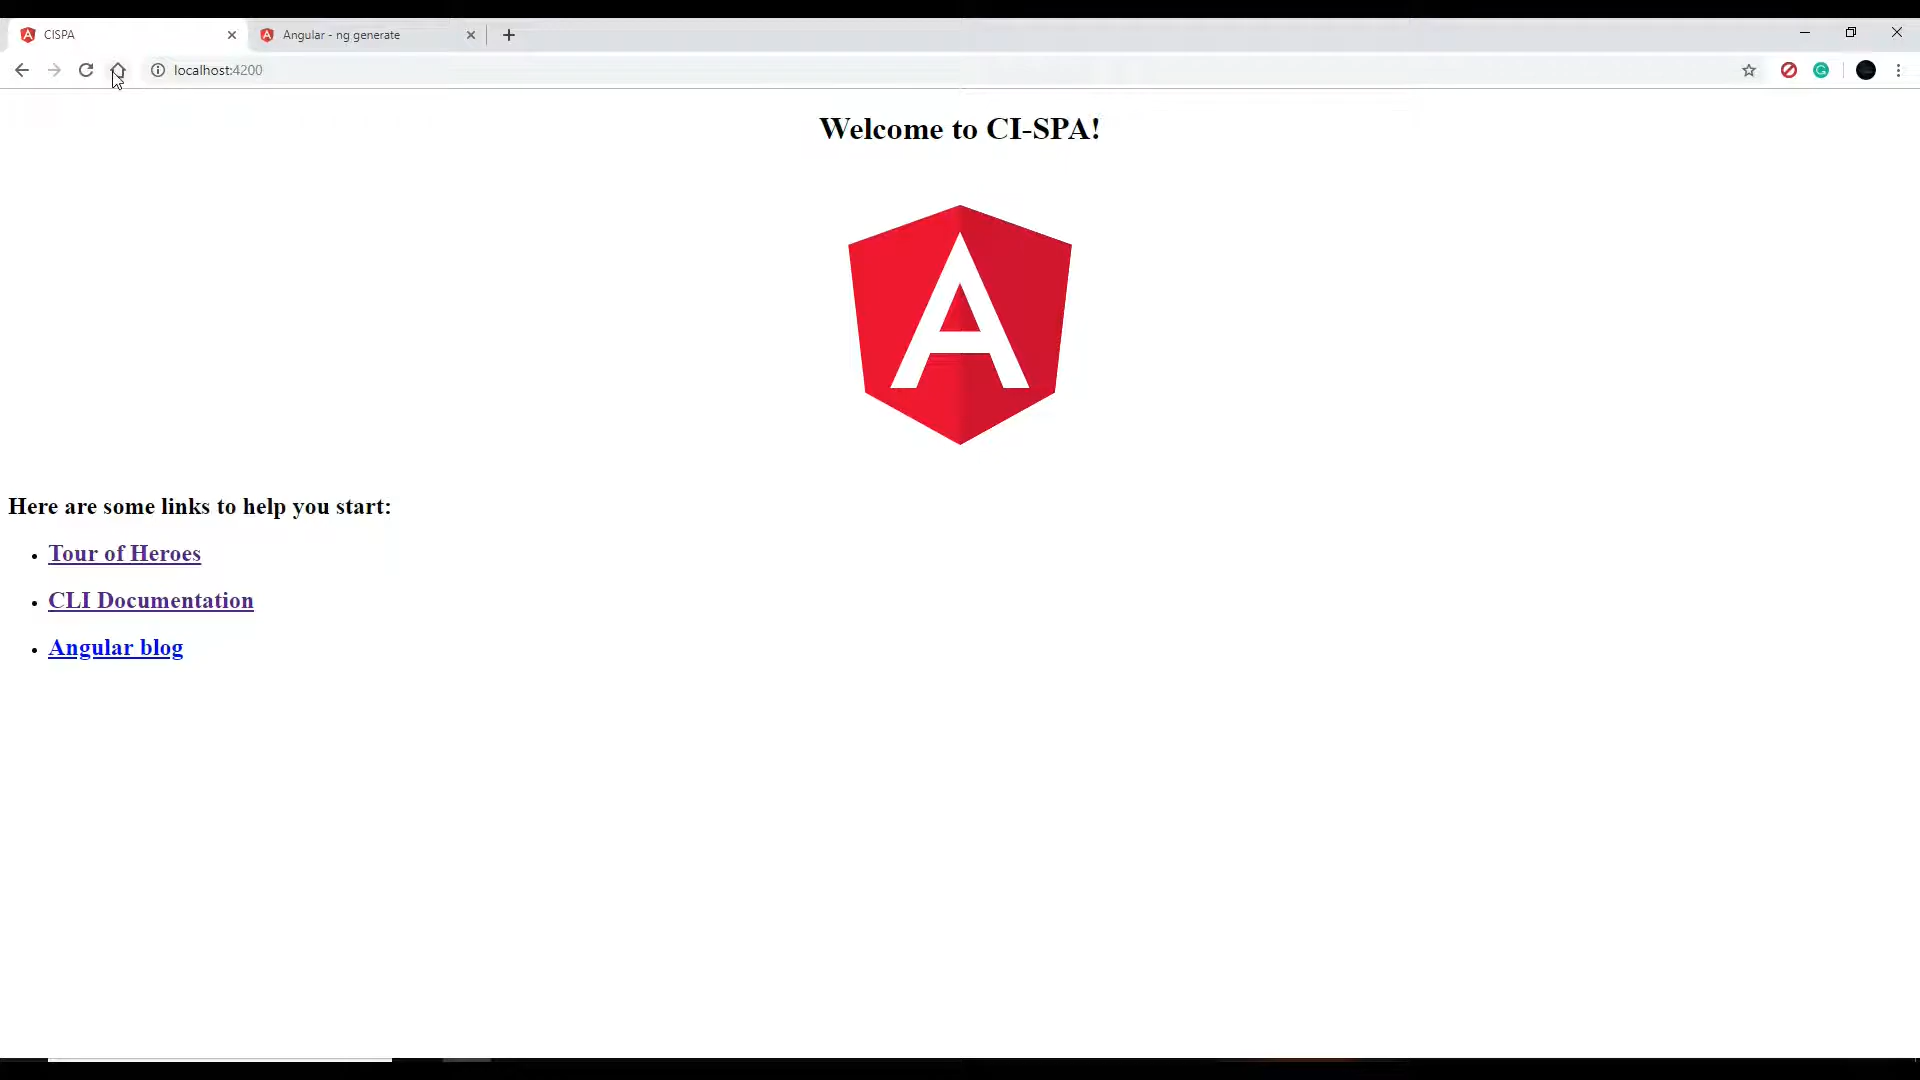 CISPA
Angular - ng generate
localhost:4200
Welcome to CI-SPA!
A
Here are some links to help you start:
Tour of Heroes
CLI Documentation
Angular blog